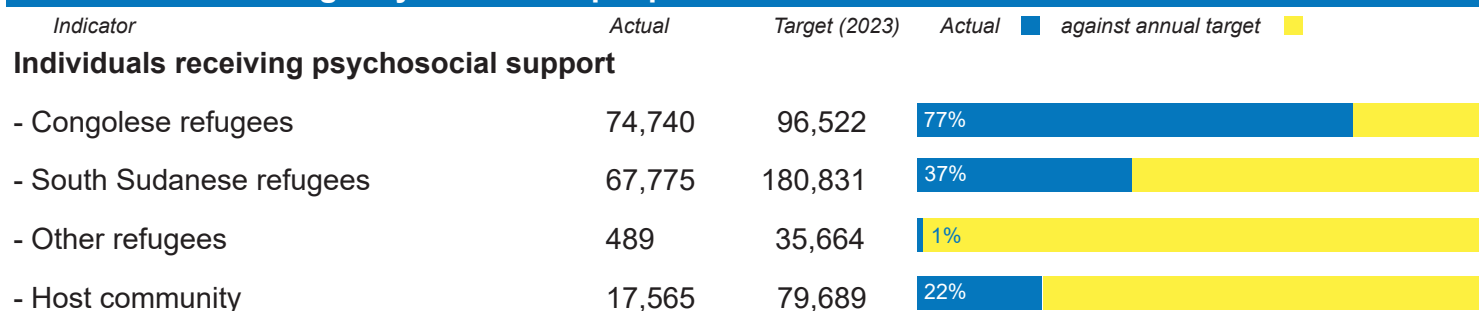 Indicator Actual Target (2023) Actual against annual target
Individuals receiving psychosocial support
- Congolese refugees 74,740 96,522 77%
- South Sudanese refugees 67,775 180,831 37%
- Other refugees 489 35,664 1%
- Host community 17,565 79,689 22%